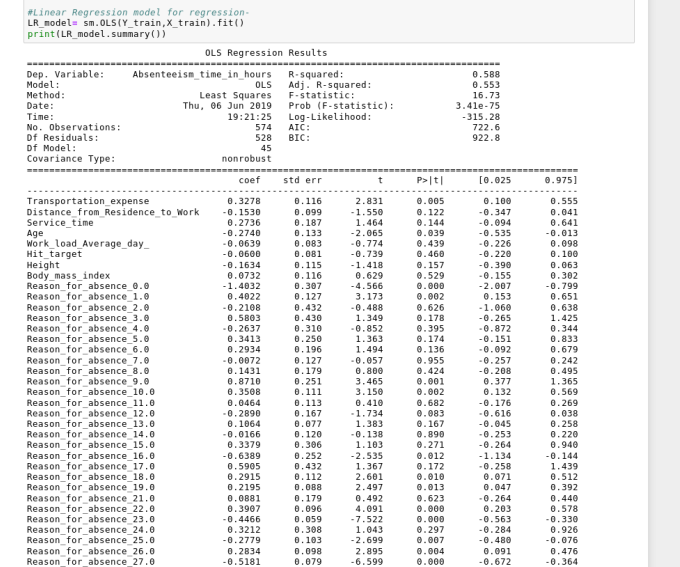 #Linear Regression model for regression-
LR_model= sm.OLS(Y_train,X_train).fit()
print(LR_model.summary())
OLS Regression Results
==============================================================================
Dep. Variable: Absenteeism_time_in_hours R-squared: 0.588
Model: OLS Adj. R-squared: 0.553
Method: Least Squares F-statistic: 16.73
Date: Thu, 06 Jun 2019 Prob (F-statistic): 3.41e-75
Time: 19:21:25 Log-Likelihood: -315.28
No. Observations: 574 AIC: 722.6
Df Residuals: 528 BIC: 922.8
Df Model: 45
Covariance Type: nonrobust
==============================================================================
coef std err t P>|t| [0.025 0.975]
------------------------------------------------------------------------------
Transportation_expense 0.3278 0.116 2.831 0.005 0.100 0.555
Distance_from_Residence_to_Work -0.1530 0.099 -1.550 0.122 -0.347 0.041
Service_time 0.2736 0.187 1.464 0.144 -0.094 0.641
Age -0.2740 0.133 -2.065 0.039 -0.535 -0.013
Work_load_Average_day_ -0.0639 0.083 -0.774 0.439 -0.226 0.098
Hit_target -0.0600 0.081 -0.739 0.460 -0.220 0.100
Height -0.1634 0.115 -1.418 0.157 -0.390 0.063
Body_mass_index 0.0732 0.116 0.629 0.529 -0.155 0.302
Reason_for_absence_0.0 -1.4032 0.307 -4.566 0.000 -2.007 -0.799
Reason_for_absence_1.0 0.4022 0.127 3.173 0.002 0.153 0.651
Reason_for_absence_2.0 -0.2108 0.432 -0.488 0.626 -1.060 0.638
Reason_for_absence_3.0 0.5803 0.430 1.349 0.178 -0.265 1.425
Reason_for_absence_4.0 -0.2637 0.310 -0.852 0.395 -0.872 0.344
Reason_for_absence_5.0 0.3413 0.250 1.363 0.174 -0.151 0.833
Reason_for_absence_6.0 0.2934 0.196 1.494 0.136 -0.092 0.679
Reason_for_absence_7.0 -0.0072 0.127 -0.057 0.955 -0.257 0.242
Reason_for_absence_8.0 0.1431 0.179 0.800 0.424 -0.208 0.495
Reason_for_absence_9.0 0.8710 0.251 3.465 0.001 0.377 1.365
Reason_for_absence_10.0 0.3508 0.111 3.150 0.002 0.132 0.569
Reason_for_absence_11.0 0.0464 0.113 0.410 0.682 -0.176 0.269
Reason_for_absence_12.0 -0.2890 0.167 -1.734 0.083 -0.616 0.038
Reason_for_absence_13.0 0.1064 0.077 1.383 0.167 -0.045 0.258
Reason_for_absence_14.0 -0.0166 0.120 -0.138 0.890 -0.253 0.220
Reason_for_absence_15.0 0.3379 0.306 1.103 0.271 -0.264 0.940
Reason_for_absence_16.0 -0.6389 0.252 -2.535 0.012 -1.134 -0.144
Reason_for_absence_17.0 0.5905 0.432 1.367 0.172 -0.258 1.439
Reason_for_absence_18.0 0.2915 0.112 2.601 0.010 0.071 0.512
Reason_for_absence_19.0 0.2195 0.088 2.497 0.013 0.047 0.392
Reason_for_absence_21.0 0.0881 0.179 0.492 0.623 -0.264 0.440
Reason_for_absence_22.0 0.3907 0.096 4.091 0.000 0.203 0.578
Reason_for_absence_23.0 -0.4466 0.059 -7.522 0.000 -0.563 -0.330
Reason_for_absence_24.0 0.3212 0.308 1.043 0.297 -0.284 0.926
Reason_for_absence_25.0 -0.2779 0.103 -2.699 0.007 -0.480 -0.076
Reason_for_absence_26.0 0.2834 0.098 2.895 0.004 0.091 0.476
Reason_for_absence_27.0 -0.5181 0.079 -6.599 0.000 -0.672 -0.364